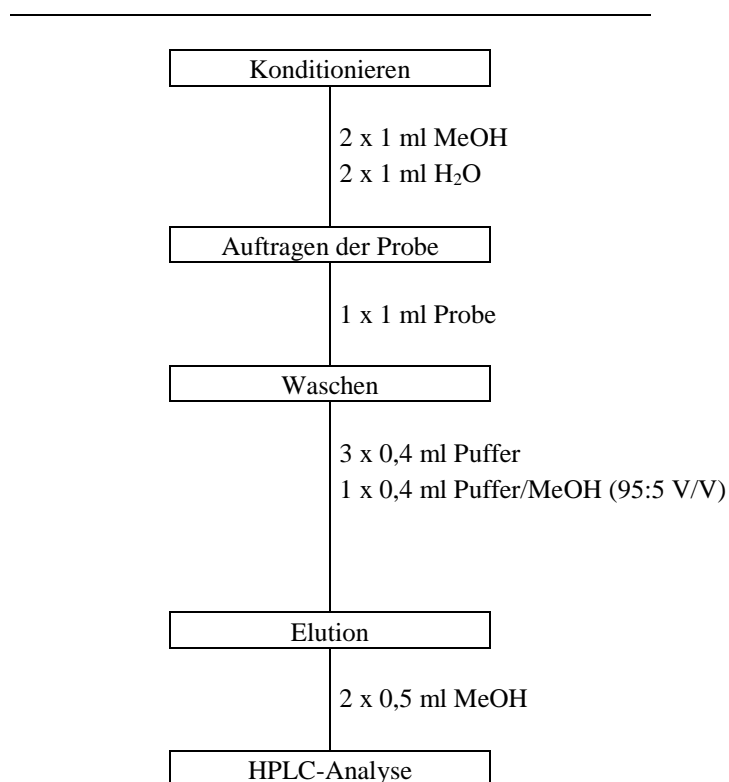 Konditionieren
2 x 1 ml MeOH
2 x 1 ml H₂O
Auftragen der Probe
1 x 1 ml Probe
Waschen
3 x 0,4 ml Puffer
1 x 0,4 ml Puffer/MeOH (95:5 V/V)
Elution
2 x 0,5 ml MeOH
HPLC-Analyse